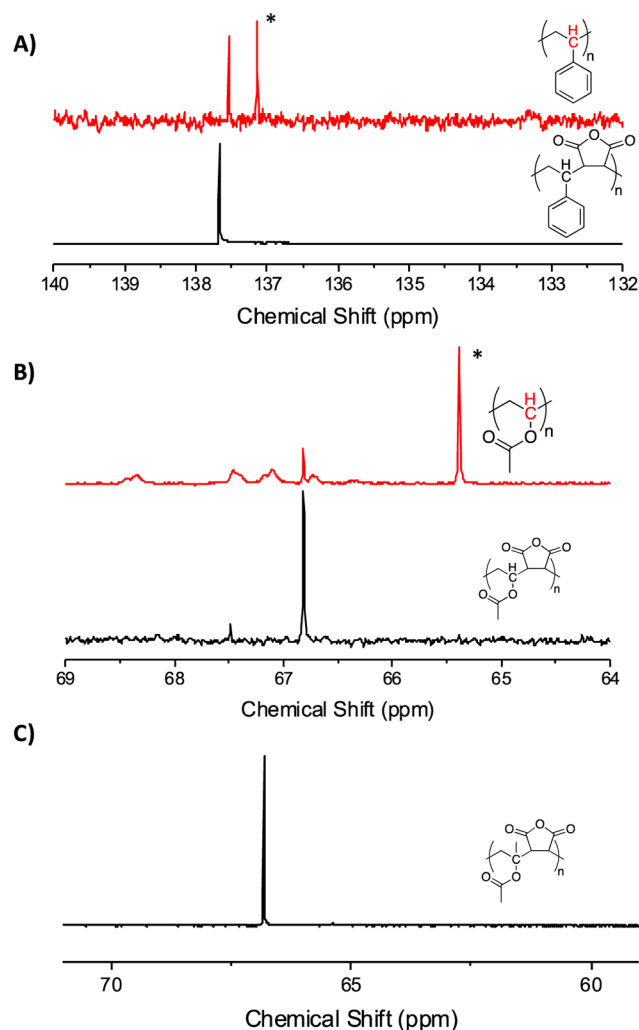 A)
*
H
C
n
O
O
O
H
C
n
140 139 138 137 136 135 134 133 132
Chemical Shift (ppm)
B)
*
H
C
n
O
O
O
O
O
H
C
n
O
O
69 68 67 66 65 64
Chemical Shift (ppm)
C)
O
O
O
C
n
O
O
70 65 60
Chemical Shift (ppm)